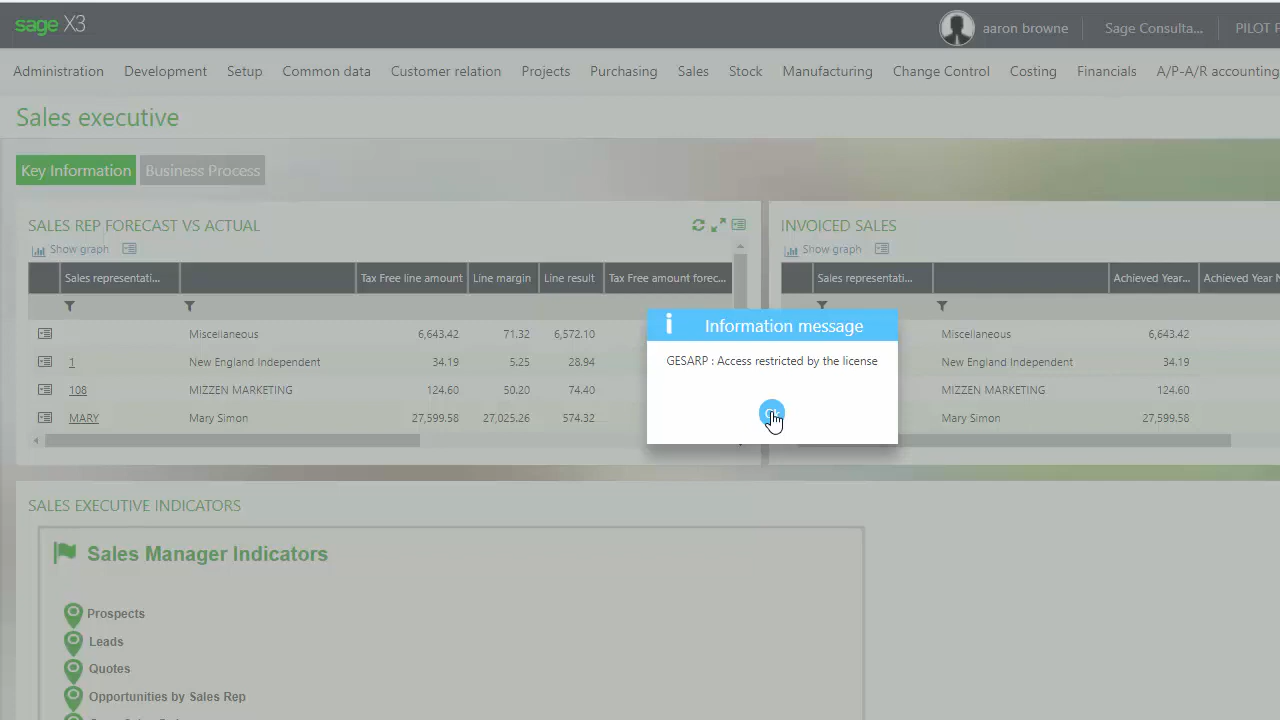 sage X3
aaron browne
Sage Consulta...
PILOT F
Administration Development Setup Common data Customer relation Projects Purchasing Sales Stock Manufacturing Change Control Costing Financials A/P-A/R accounting
Sales executive
Key Information Business Process
SALES REP FORECAST VS ACTUAL
Show graph
Sales representati... Tax Free line amount Line margin Line result Tax Free amount forec...
Miscellaneous 6,643.42 71.32 6,572.10
1 New England Independent 34.19 5.25 28.94
108 MIZZEN MARKETING 124.60 50.20 74.40
MARY Mary Simon 27,599.58 27,025.26 574.32
INVOICED SALES
Show graph
Sales representati... Achieved Year... Achieved Year
Miscellaneous 6,643.42
New England Independent 34.19
MIZZEN MARKETING 124.60
Mary Simon 27,599.58
Information message
GESARP : Access restricted by the license
SALES EXECUTIVE INDICATORS
Sales Manager Indicators
Prospects
Leads
Quotes
Opportunities by Sales Rep